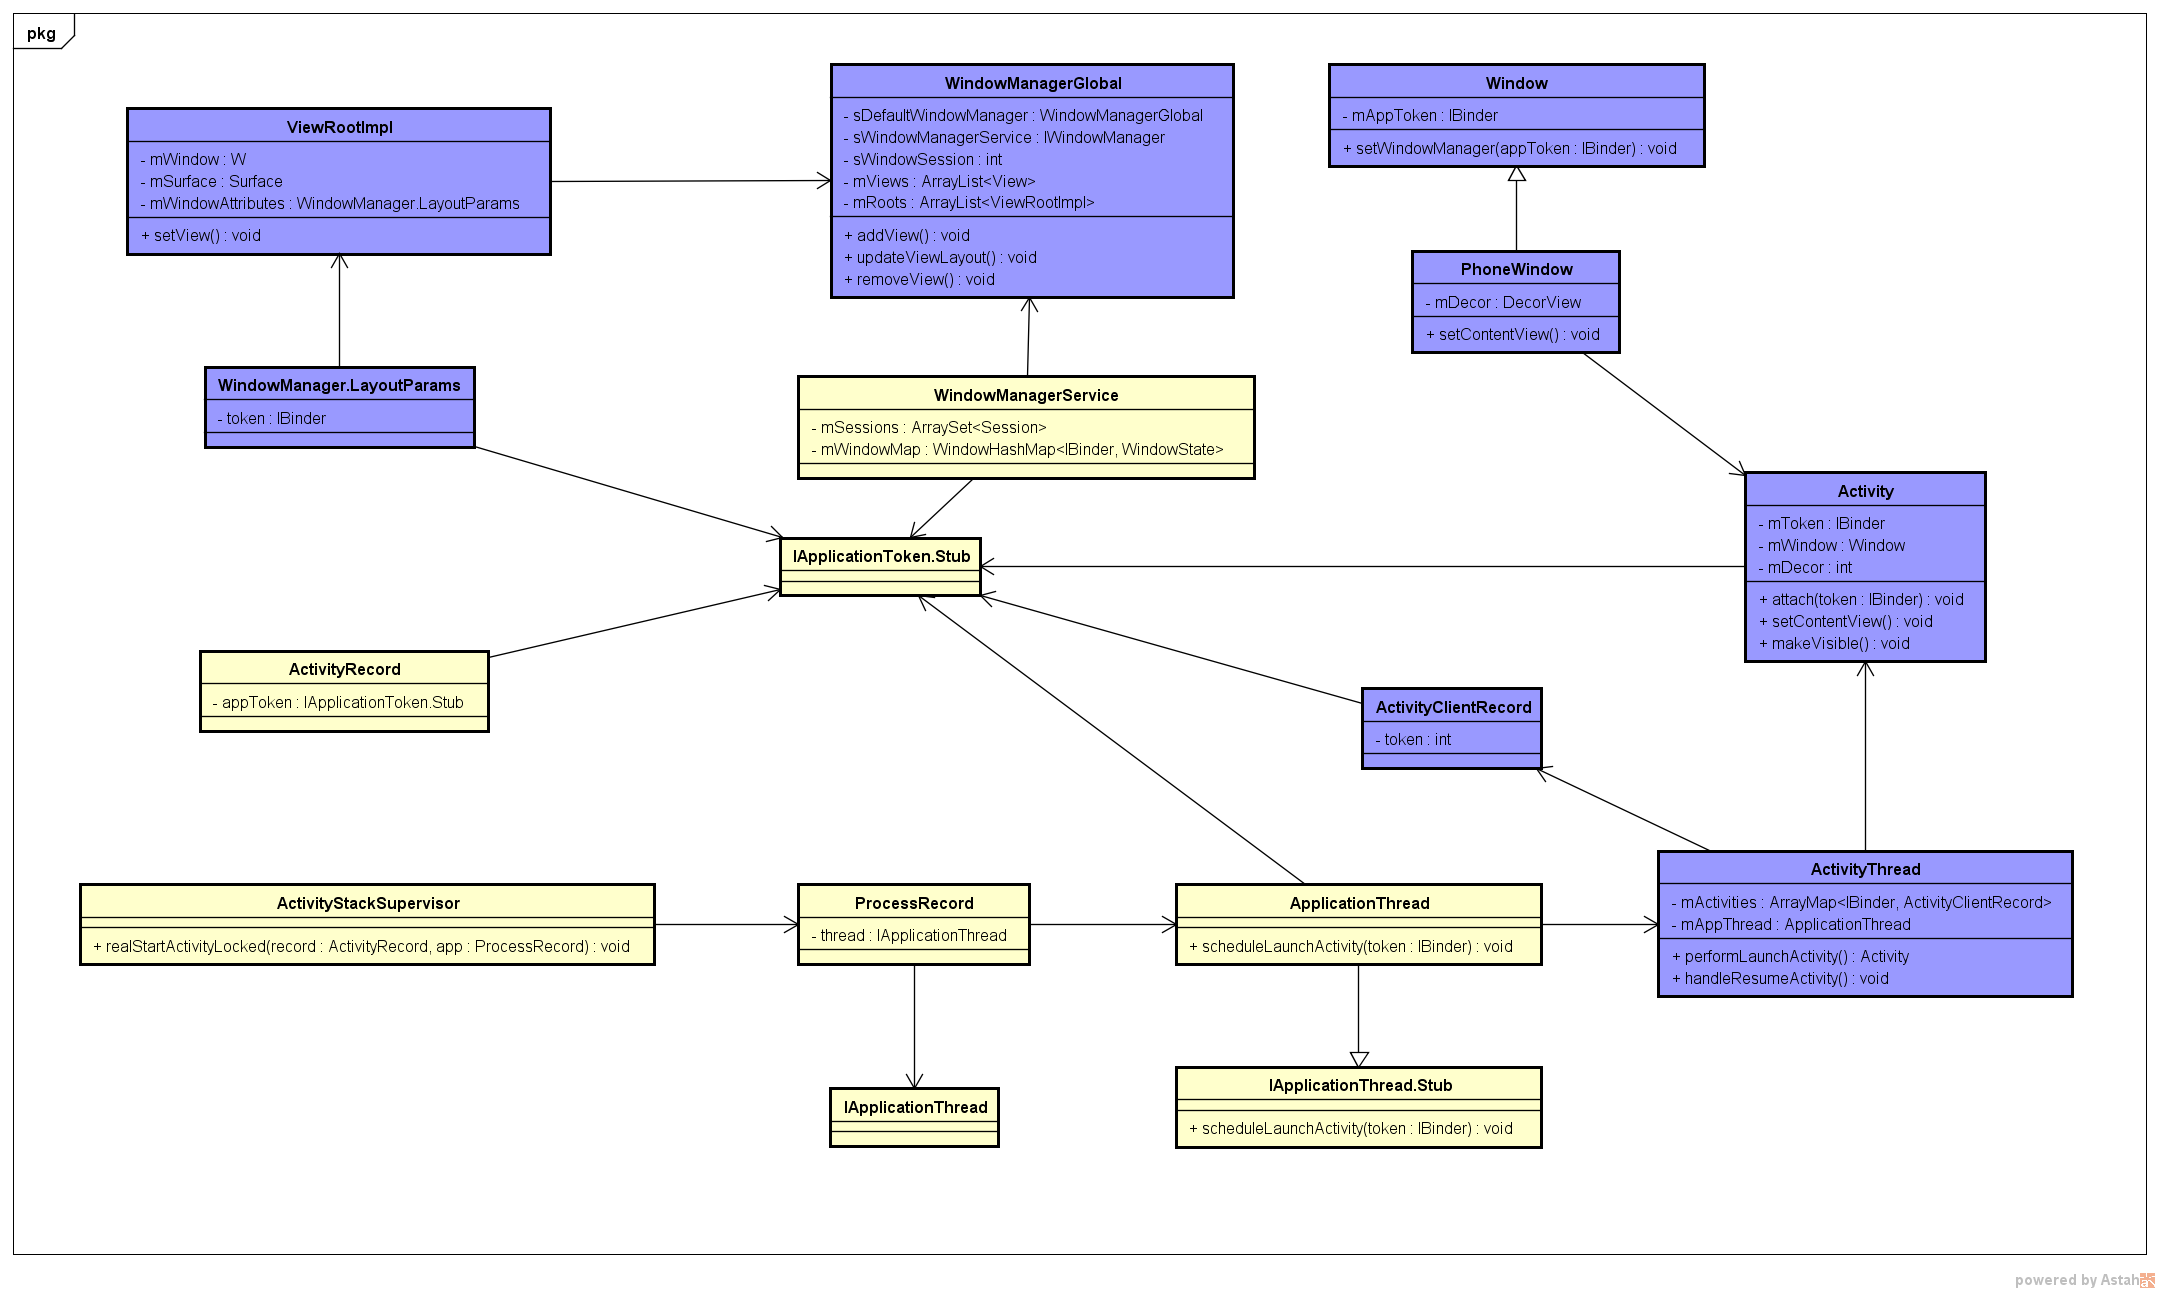 pkg
ViewRootImpl
- mWindow : W
- mSurface : Surface
- mWindowAttributes : WindowManager.LayoutParams
+ setView() : void
WindowManagerGlobal
- sDefaultWindowManager : WindowManagerGlobal
- sWindowManagerService : IWindowManager
- sWindowSession : int
- mViews : ArrayList<View>
- mRoots : ArrayList<ViewRootImpl>
+ addView() : void
+ updateViewLayout() : void
+ removeView() : void
Window
- mAppToken : IBinder
+ setWindowManager(appToken : IBinder) : void
PhoneWindow
- mDecor : DecorView
+ setContentView() : void
WindowManager.LayoutParams
- token : IBinder
WindowManagerService
- mSessions : ArraySet<Session>
- mWindowMap : WindowHashMap<IBinder, WindowState>
Activity
- mToken : IBinder
- mWindow : Window
- mDecor : int
+ attach(token : IBinder) : void
+ setContentView() : void
+ makeVisible() : void
IApplicationToken.Stub
ActivityRecord
- appToken : IApplicationToken.Stub
ActivityClientRecord
- token : int
ActivityStackSupervisor
+ realStartActivityLocked(record : ActivityRecord, app : ProcessRecord) : void
ProcessRecord
- thread : IApplicationThread
ApplicationThread
+ scheduleLaunchActivity(token : IBinder) : void
ActivityThread
- mActivities : ArrayMap<IBinder, ActivityClientRecord>
- mAppThread : ApplicationThread
+ performLaunchActivity() : Activity
+ handleResumeActivity() : void
IApplicationThread
IApplicationThread.Stub
+ scheduleLaunchActivity(token : IBinder) : void
powered by Astah